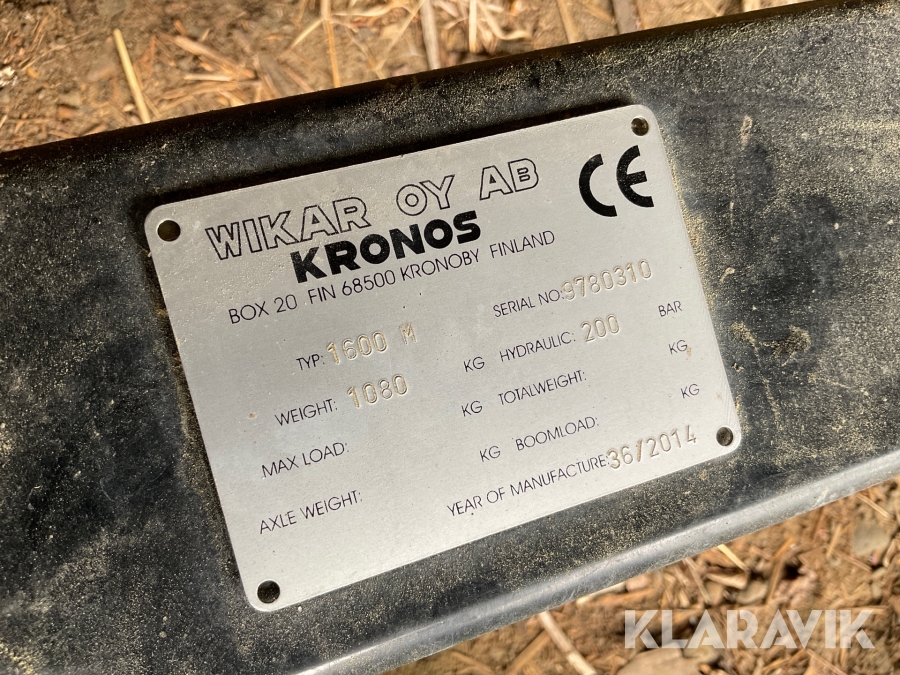 WIKAR OY AB
KRONOS
CE
BOX 20 FIN 68500 KRONOBY FINLAND
TYP: 1600 M SERIAL NO: 9780310
WEIGHT: 1080 KG HYDRAULIC: 200 BAR
MAX LOAD: KG TOTALWEIGHT: KG
AXLE WEIGHT: KG BOOMLOAD: KG
YEAR OF MANUFACTURE: 36/2014
KLARAVIK